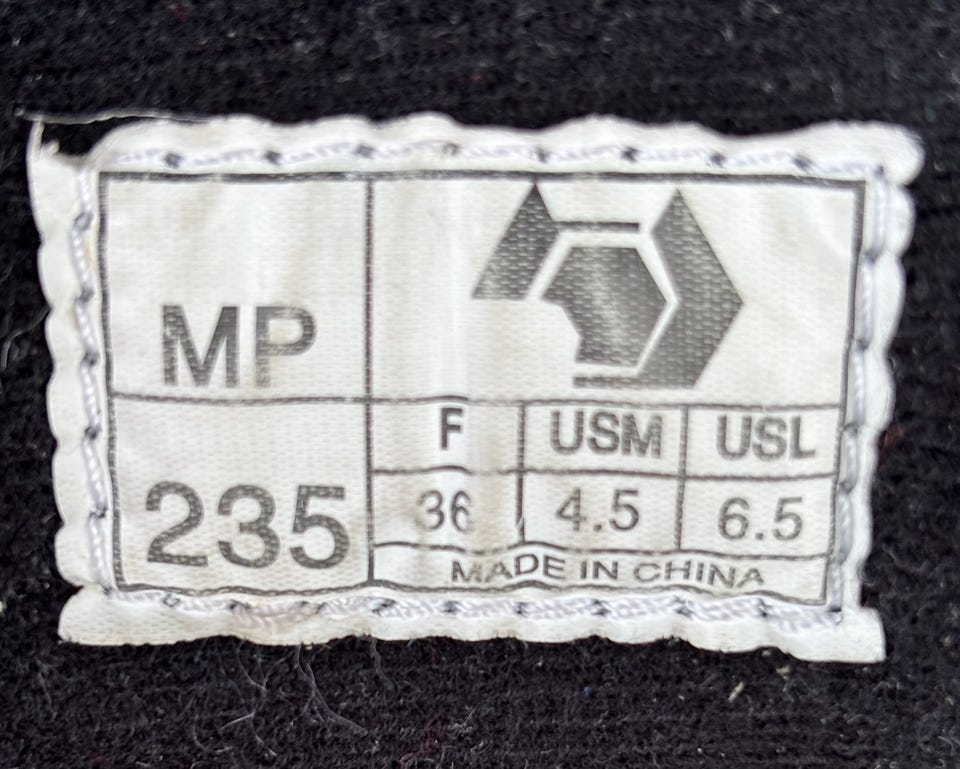 MP
235
F USM USL
36 4.5 6.5
MADE IN CHINA